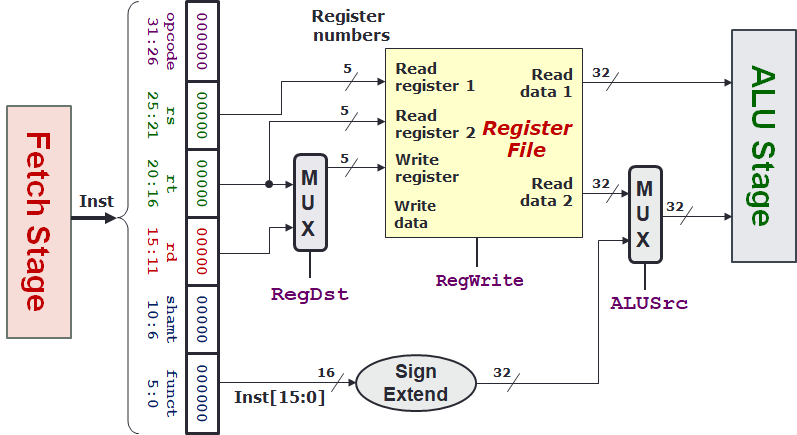 Fetch Stage
Inst
opcode
31:26
000000
rs
25:21
00000
rt
20:16
00000
rd
15:11
00000
shamt
10:6
00000
funct
5:0
000000
Register
numbers
5
5
5
MUX
RegDst
Read
register 1
Read
register 2
Write
register
Write
data
Register
File
Read
data 1
Read
data 2
RegWrite
32
32
MUX
32
ALUSrc
ALU Stage
16
Inst[15:0]
Sign
Extend
32